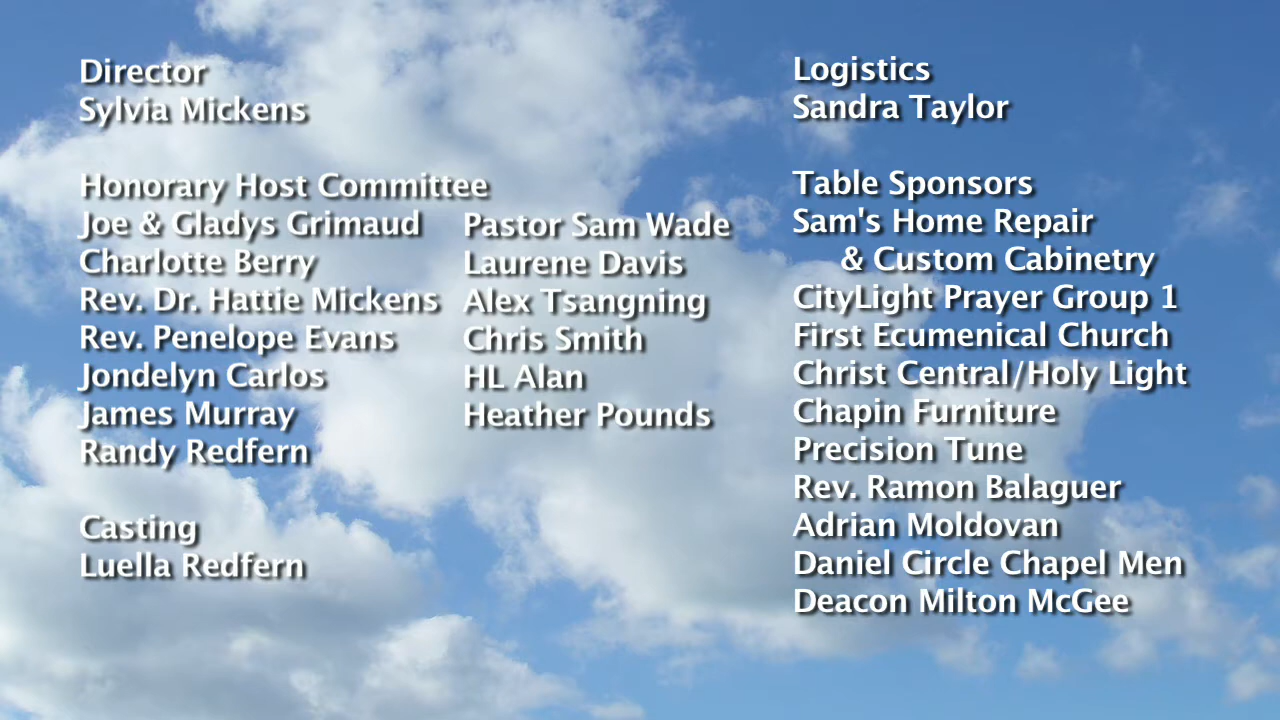 Director
Sylvia Mickens
Honorary Host Committee
Joe & Gladys Grimaud
Charlotte Berry
Rev. Dr. Hattie Mickens
Rev. Penelope Evans
Jondelyn Carlos
James Murray
Randy Redfern
Pastor Sam Wade
Laurene Davis
Alex Tsangning
Chris Smith
HL Alan
Heather Pounds
Casting
Luella Redfern
Logistics
Sandra Taylor
Table Sponsors
Sam's Home Repair
& Custom Cabinetry
CityLight Prayer Group 1
First Ecumenical Church
Christ Central/Holy Light
Chapin Furniture
Precision Tune
Rev. Ramon Balaguer
Adrian Moldovan
Daniel Circle Chapel Men
Deacon Milton McGee